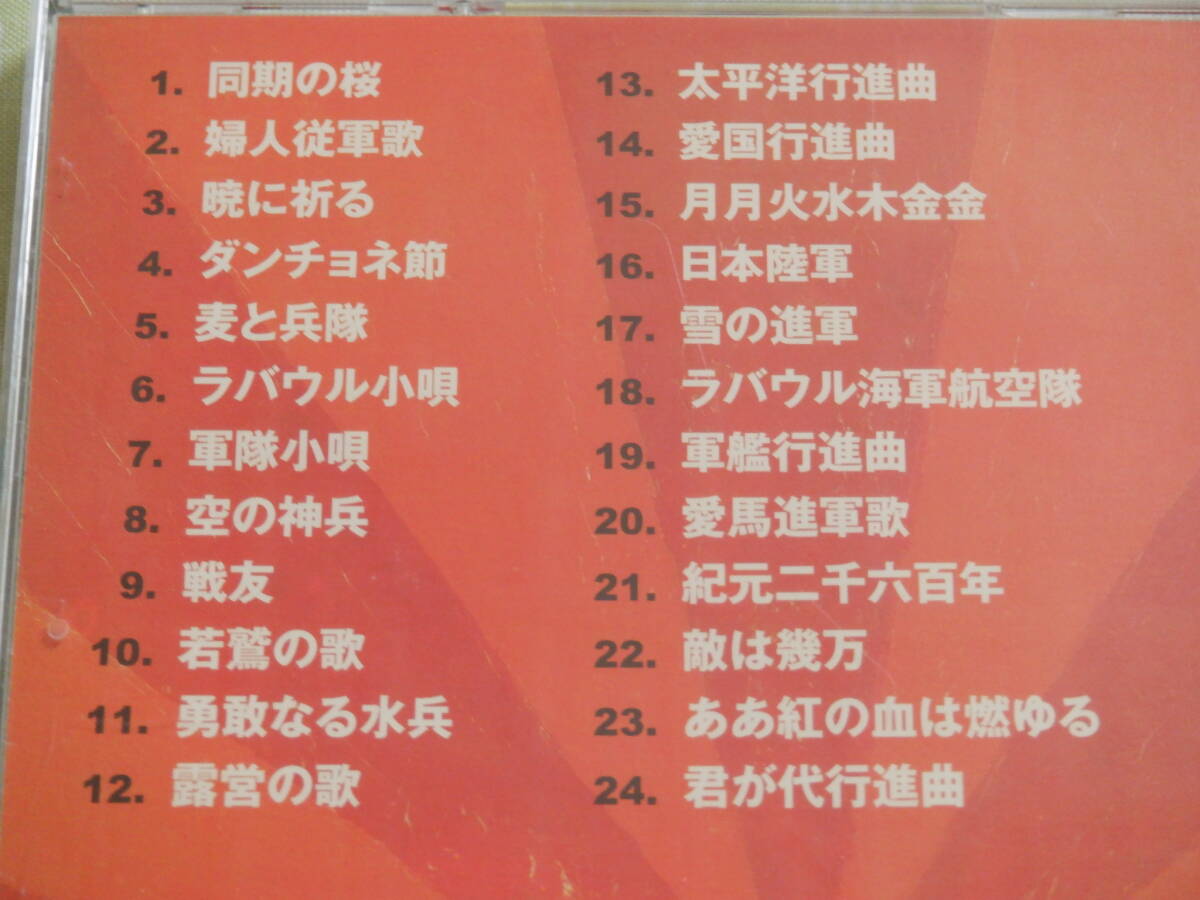 1. 同期の桜
2. 婦人従軍歌
3. 暁に祈る
4. ダンチョネ節
5. 麦と兵隊
6. ラバウル小唄
7. 軍隊小唄
8. 空の神兵
9. 戦友
10. 若鷲の歌
11. 勇敢なる水兵
12. 露営の歌
13. 太平洋行進曲
14. 愛国行進曲
15. 月月火水木金金
16. 日本陸軍
17. 雪の進軍
18. ラバウル海軍航空隊
19. 軍艦行進曲
20. 愛馬進軍歌
21. 紀元二千六百年
22. 敵は幾万
23. ああ紅の血は燃ゆる
24. 君が代行進曲